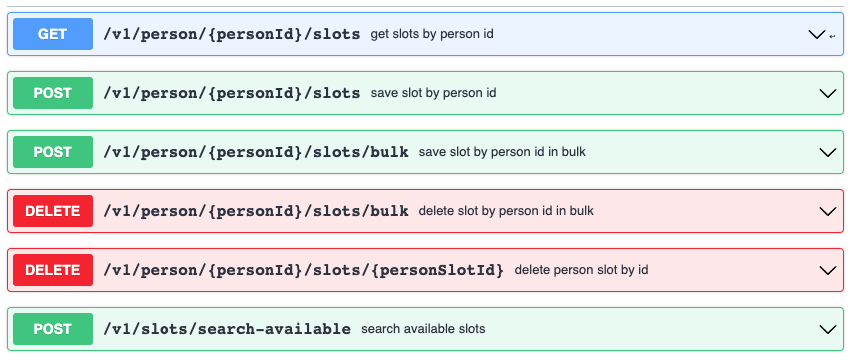 GET /v1/person/{personId}/slots get slots by person id
POST /v1/person/{personId}/slots save slot by person id
POST /v1/person/{personId}/slots/bulk save slot by person id in bulk
DELETE /v1/person/{personId}/slots/bulk delete slot by person id in bulk
DELETE /v1/person/{personId}/slots/{personSlotId} delete person slot by id
POST /v1/slots/search-available search available slots